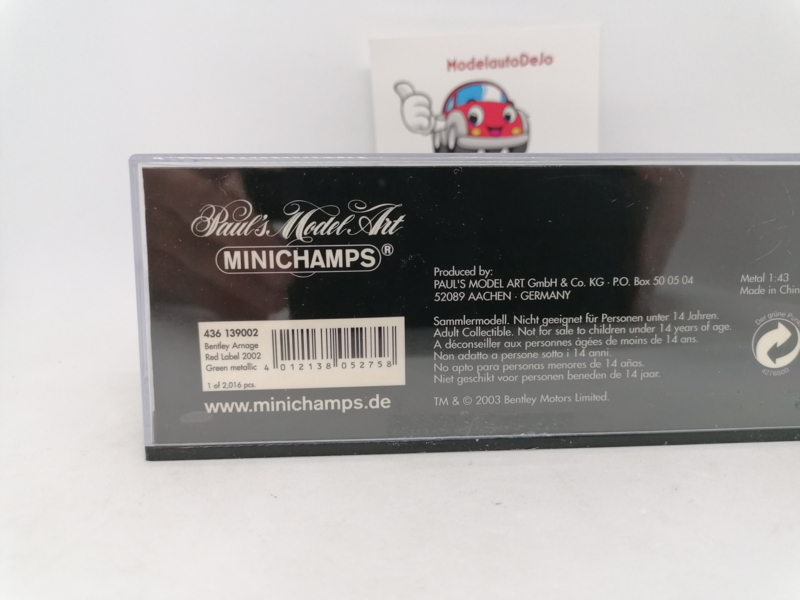 ModelautoDeJo
Paul's Model Art
MINICHAMPS®
436 139002
Bentley Arnage
Red Label 2002
Green metallic
4 012138 052758
1 of 2,016 pcs.
www.minichamps.de
Produced by:
PAUL'S MODEL ART GmbH & Co. KG · P.O. Box 50 05 04
52089 AACHEN · GERMANY
Sammlermodell. Nicht geeignet für Personen unter 14 Jahren.
Adult Collectible. Not for sale to children under 14 years of age.
A déconseiller aux personnes âgées de moins de 14 ans.
Non adatto a persone sotto i 14 anni.
No apto para personas menores de 14 años.
Niet geschikt voor personen beneden de 14 jaar.
TM & © 2003 Bentley Motors Limited.
Metal 1:43
Made in Chin
Der grüne Pun